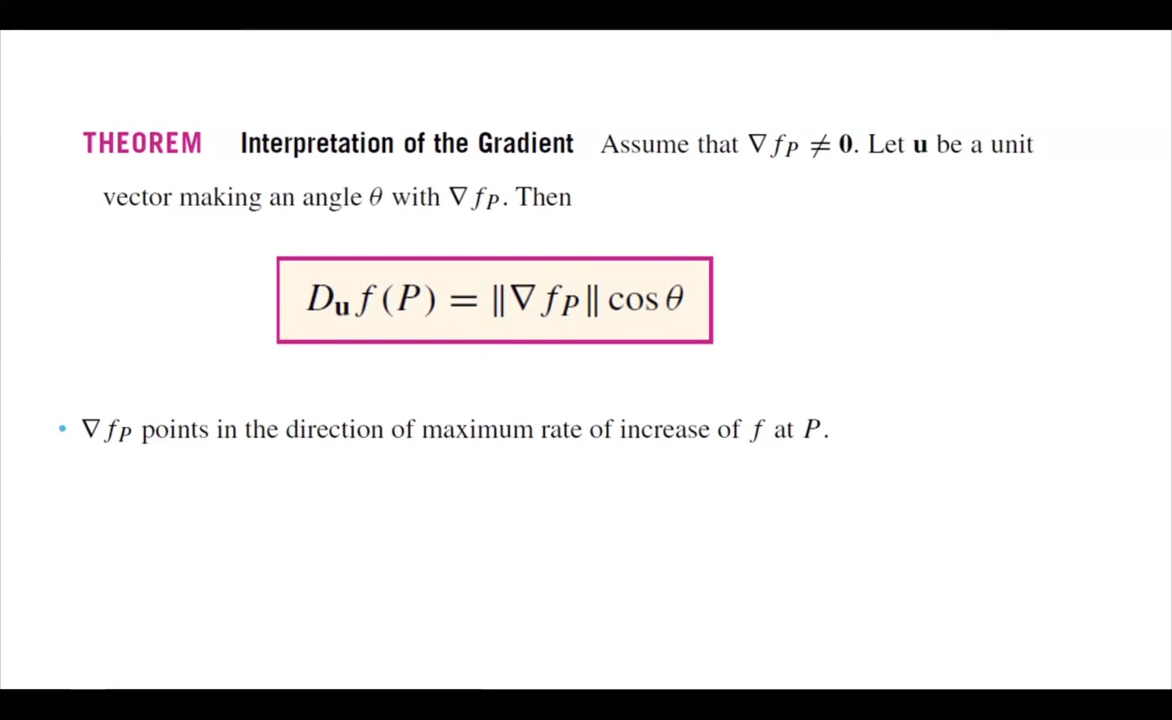 THEOREM Interpretation of the Gradient Assume that ∇f_P ≠ 0. Let u be a unit
vector making an angle θ with ∇f_P. Then
D_u f(P) = ‖∇f_P‖ cos θ
• ∇f_P points in the direction of maximum rate of increase of f at P.